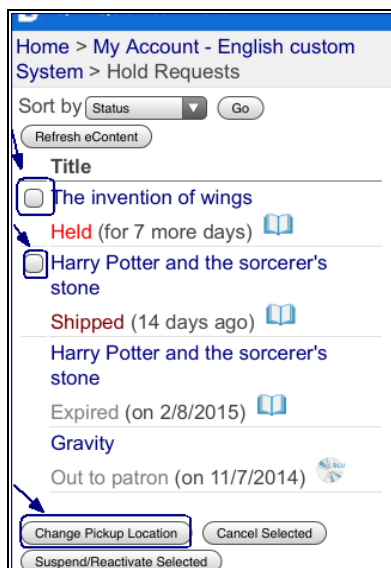 Home > My Account - English custom
System > Hold Requests
Sort by Status Go
Refresh eContent
Title
The invention of wings
Held (for 7 more days)
Harry Potter and the sorcerer's
stone
Shipped (14 days ago)
Harry Potter and the sorcerer's
stone
Expired (on 2/8/2015)
Gravity
Out to patron (on 11/7/2014) BLU
Change Pickup Location Cancel Selected
Suspend/Reactivate Selected